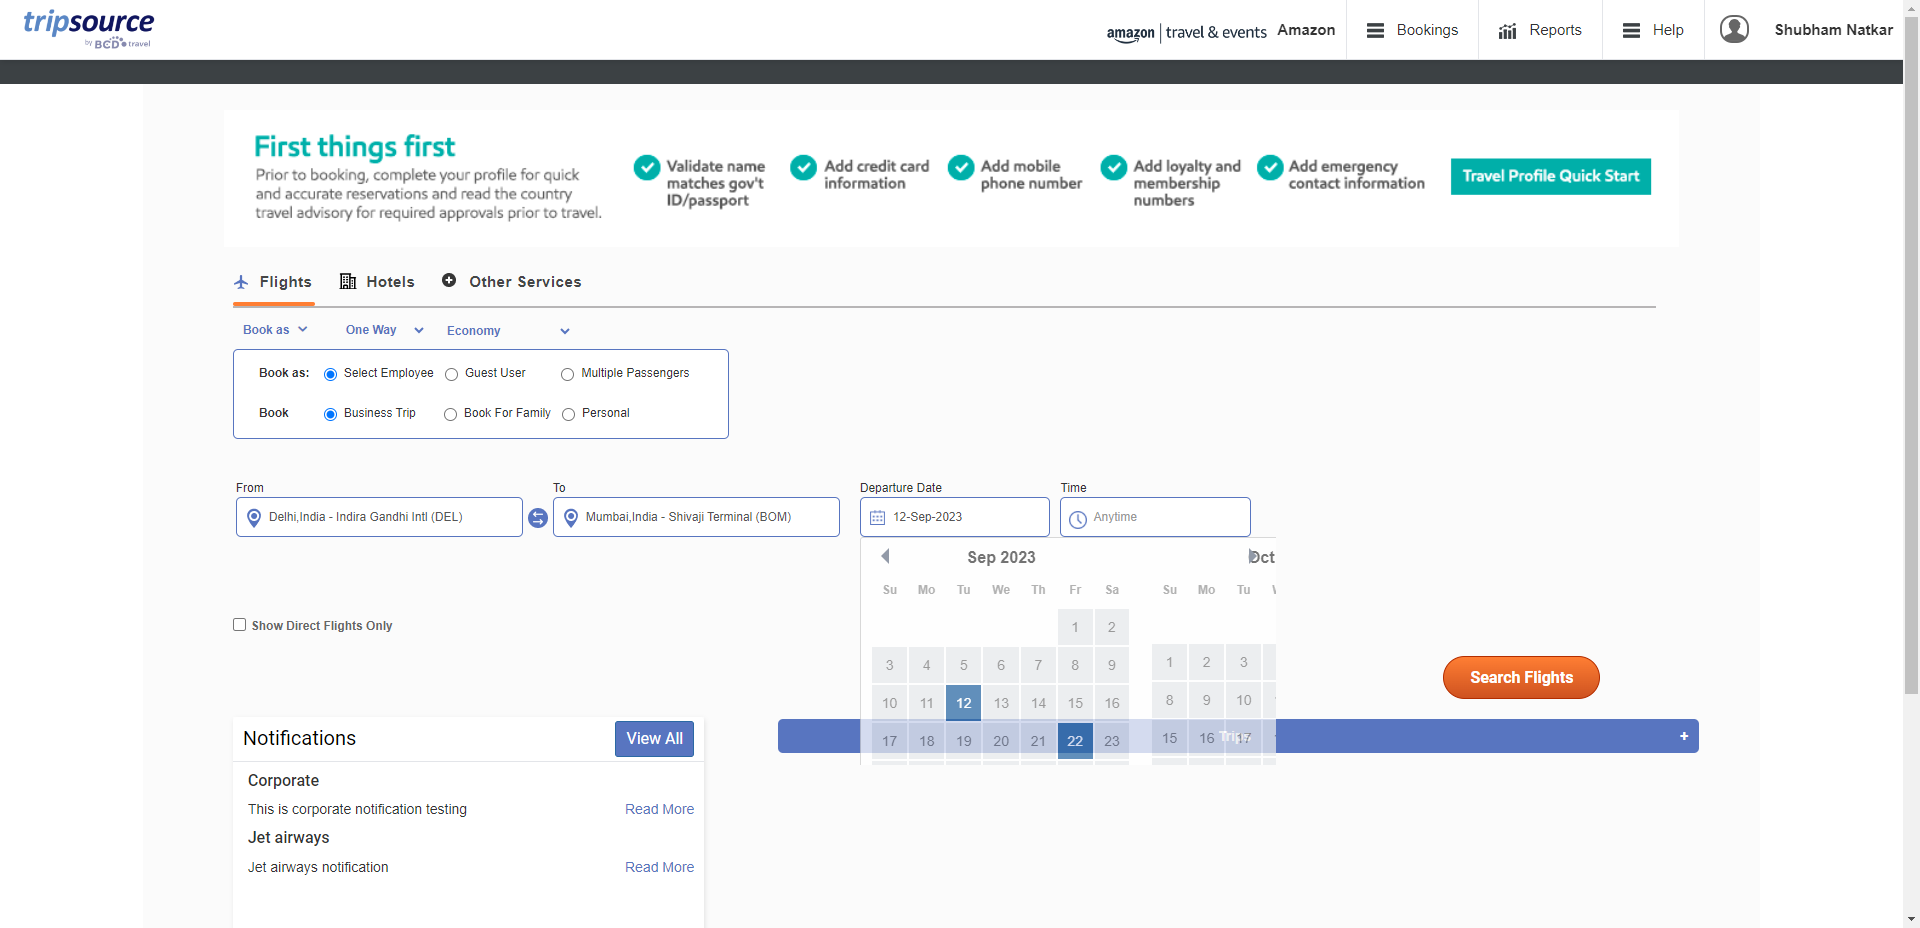 tripsource
by BCD travel
amazon | travel & events Amazon
Bookings
Reports
Help
Shubham Natkar
First things first
Prior to booking, complete your profile for quick
and accurate reservations and read the country
travel advisory for required approvals prior to travel.
Validate name
matches gov't
ID/passport
Add credit card
information
Add mobile
phone number
Add loyalty and
membership
numbers
Add emergency
contact information
Travel Profile Quick Start
Flights
Hotels
Other Services
Book as
One Way
Economy
Book as: Select Employee Guest User Multiple Passengers
Book Business Trip Book For Family Personal
From
To
Departure Date
Time
Delhi,India - Indira Gandhi Intl (DEL)
Mumbai,India - Shivaji Terminal (BOM)
12-Sep-2023
Anytime
Sep 2023
Su Mo Tu We Th Fr Sa
1 2
3 4 5 6 7 8 9
10 11 12 13 14 15 16
17 18 19 20 21 22 23
Oct
Su Mo Tu
1 2 3
8 9 10
15 16 17
Show Direct Flights Only
Search Flights
Trips
+
Notifications
View All
Corporate
This is corporate notification testing
Read More
Jet airways
Jet airways notification
Read More